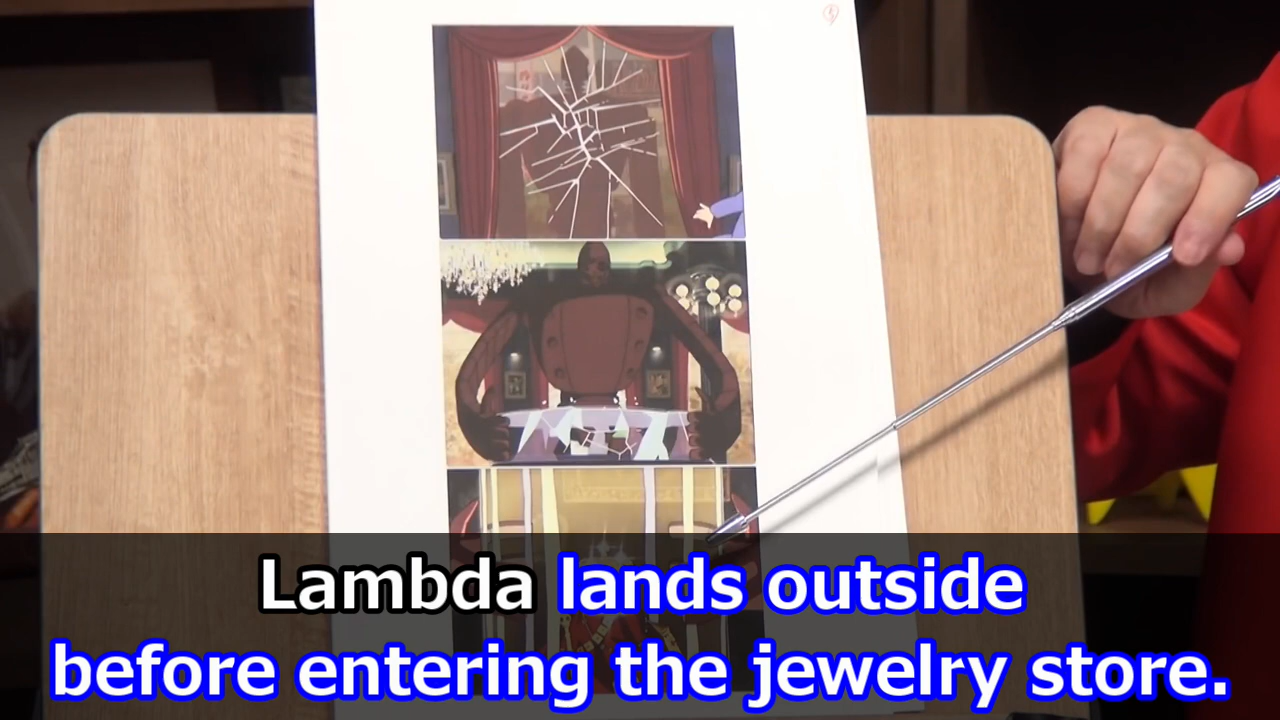 Lambda lands outside
before entering the jewelry store.